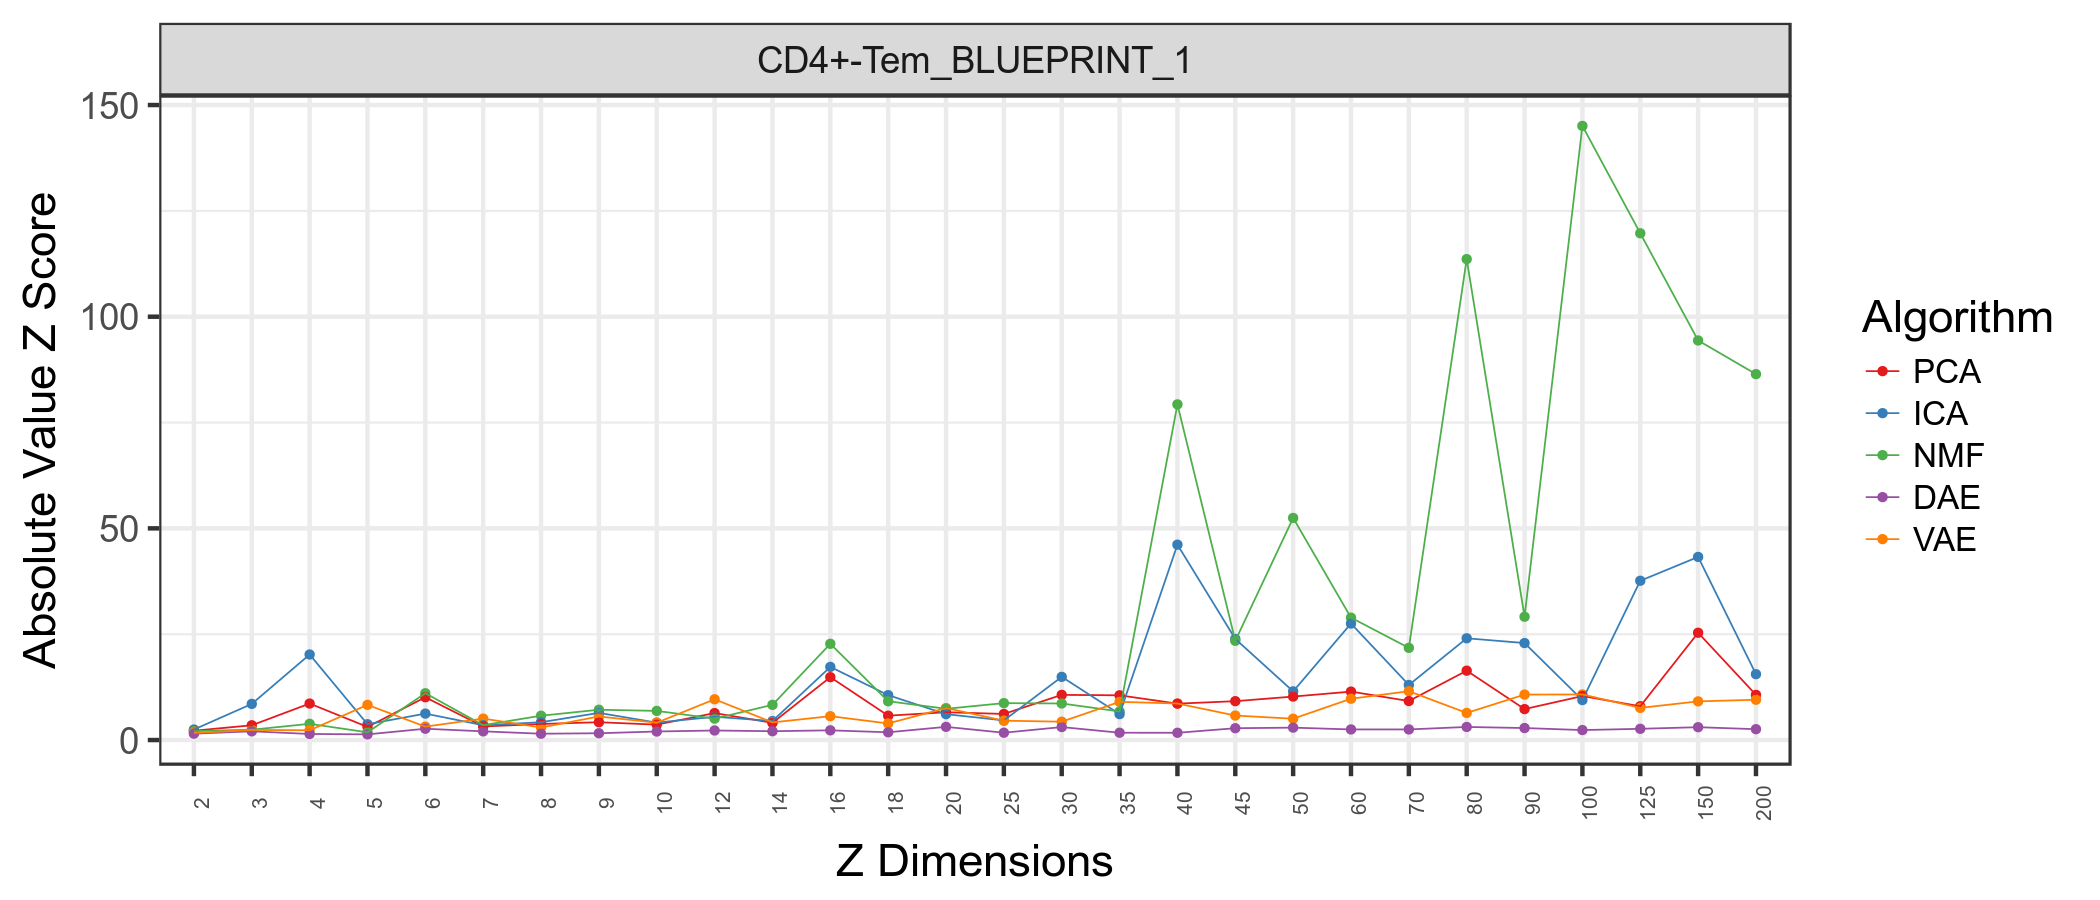 CD4+-Tem_BLUEPRINT_1
150
100
50
0
Absolute Value Z Score
2 3 4 5 6 7 8 9 10 12 14 16 18 20 25 30 35 40 45 50 60 70 80 90 100 125 150 200
Z Dimensions
Algorithm
PCA
ICA
NMF
DAE
VAE